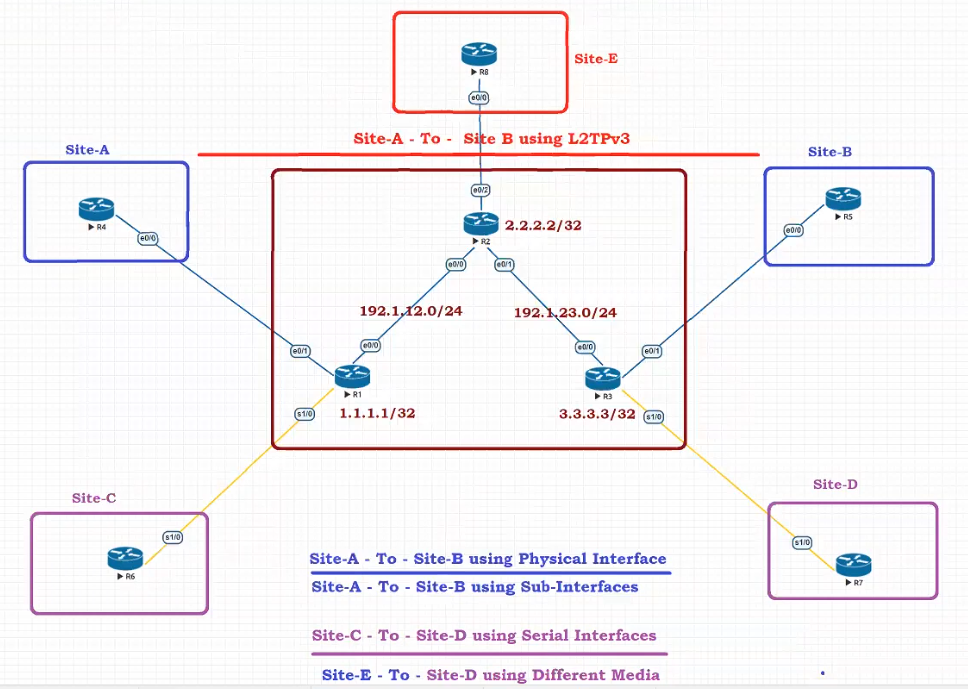 R8
Site-E
e0/0
Site-A - To - Site B using L2TPv3
Site-A
Site-B
e0/2
R4
R5
2.2.2.2/32
R2
e0/0
e0/0
e0/0
e0/1
192.1.12.0/24
192.1.23.0/24
e0/1
e0/0
e0/0
e0/1
R1
R3
s1/0
1.1.1.1/32
3.3.3.3/32
s1/0
Site-C
Site-D
s1/0
s1/0
R6
R7
Site-A - To - Site-B using Physical Interface
Site-A - To - Site-B using Sub-Interfaces
Site-C - To - Site-D using Serial Interfaces
Site-E - To - Site-D using Different Media